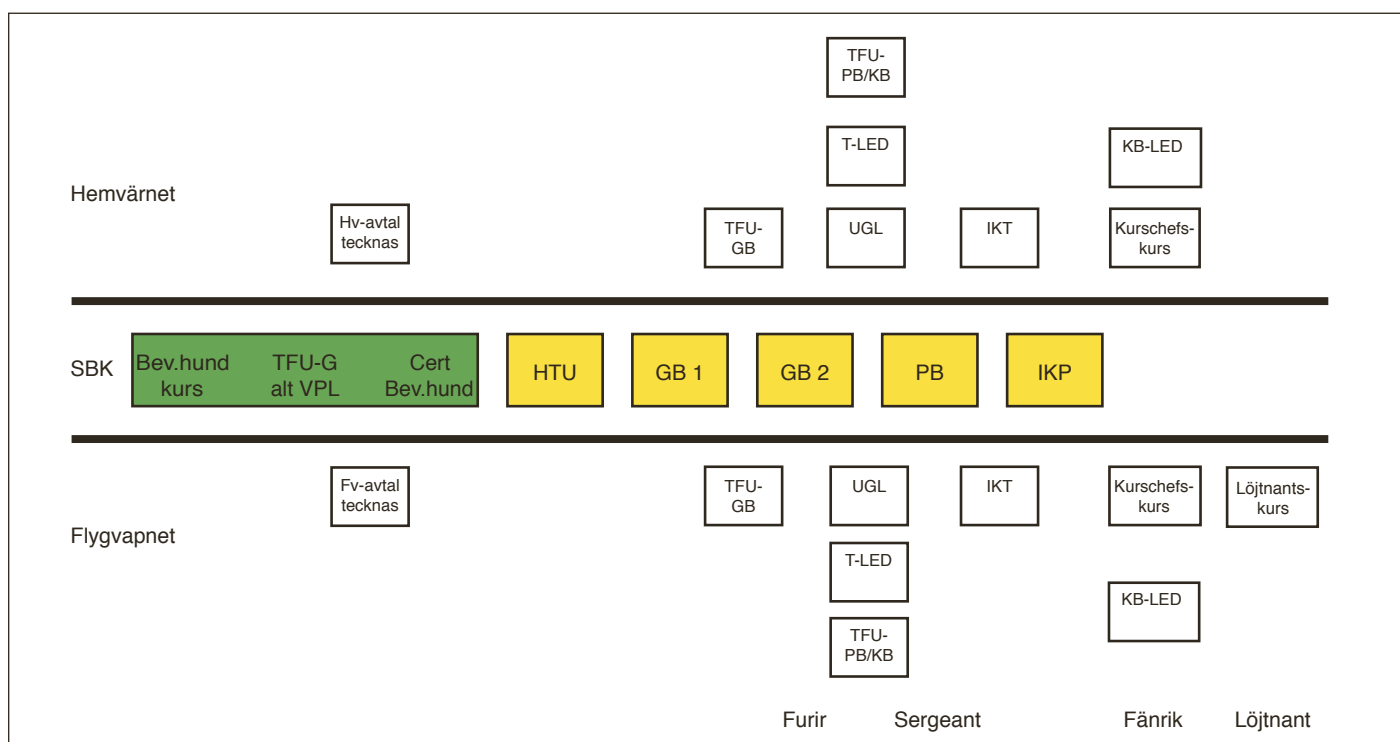 TFU-
PB/KB
T-LED
KB-LED
Hemvärnet
Hv-avtal
tecknas
TFU-
GB
UGL
IKT
Kurschefs-
kurs
SBK
Bev.hund
kurs
TFU-G
alt VPL
Cert
Bev.hund
HTU
GB 1
GB 2
PB
IKP
Fv-avtal
tecknas
TFU-
GB
UGL
IKT
Kurschefs-
kurs
Löjtnants-
kurs
Flygvapnet
T-LED
KB-LED
TFU-
PB/KB
Furir
Sergeant
Fänrik
Löjtnant